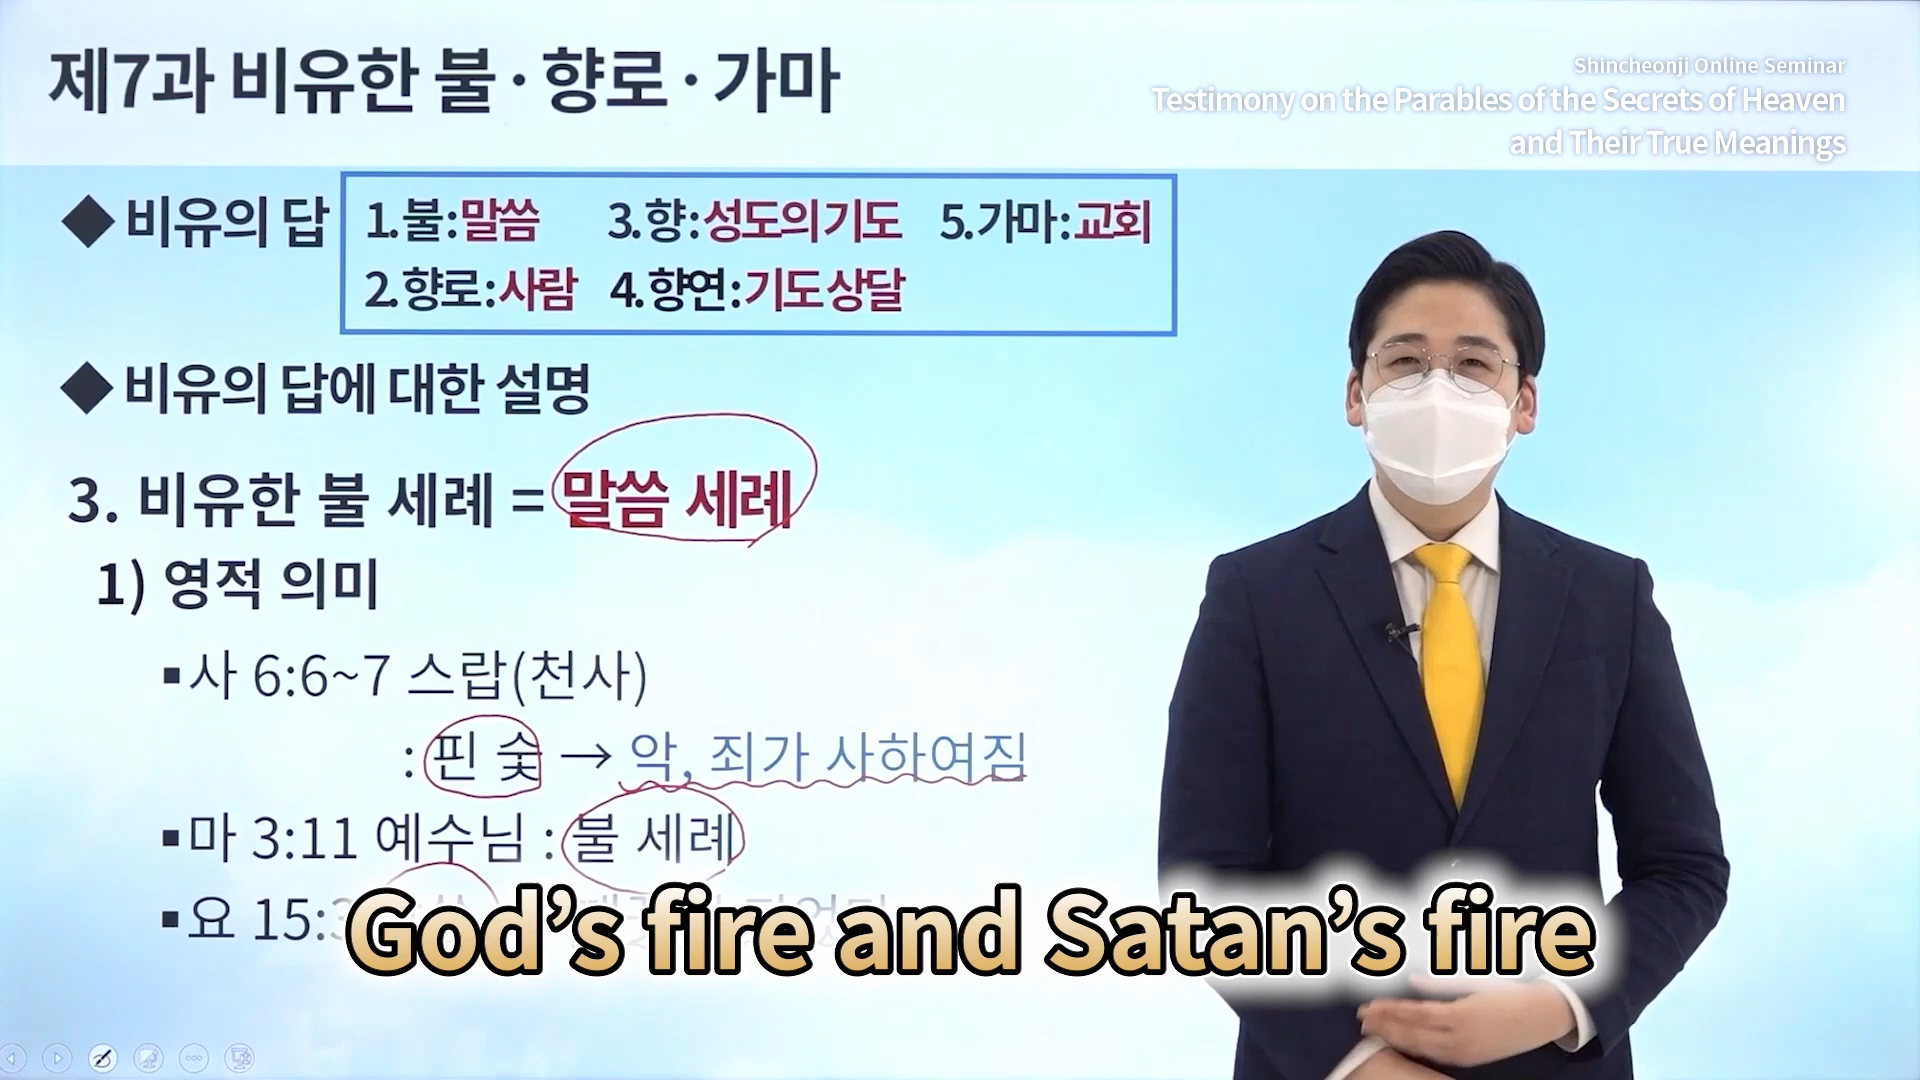 제7과 비유한 불·향로·가마
Shincheonji Online Seminar
Testimony on the Parables of the Secrets of Heaven
and Their True Meanings
◆비유의 답
1.불:말씀 3.향:성도의 기도 5.가마:교회
2.향로:사람 4.향연:기도 상달
◆비유의 답에 대한 설명
3. 비유한 불 세례 = 말씀 세례
1) 영적 의미
▪사 6:6~7 스랍(천사)
: 핀 숯 → 악, 죄가 사하여짐
▪마 3:11 예수님 : 불 세례
▪요 15:3
God’s fire and Satan’s fire